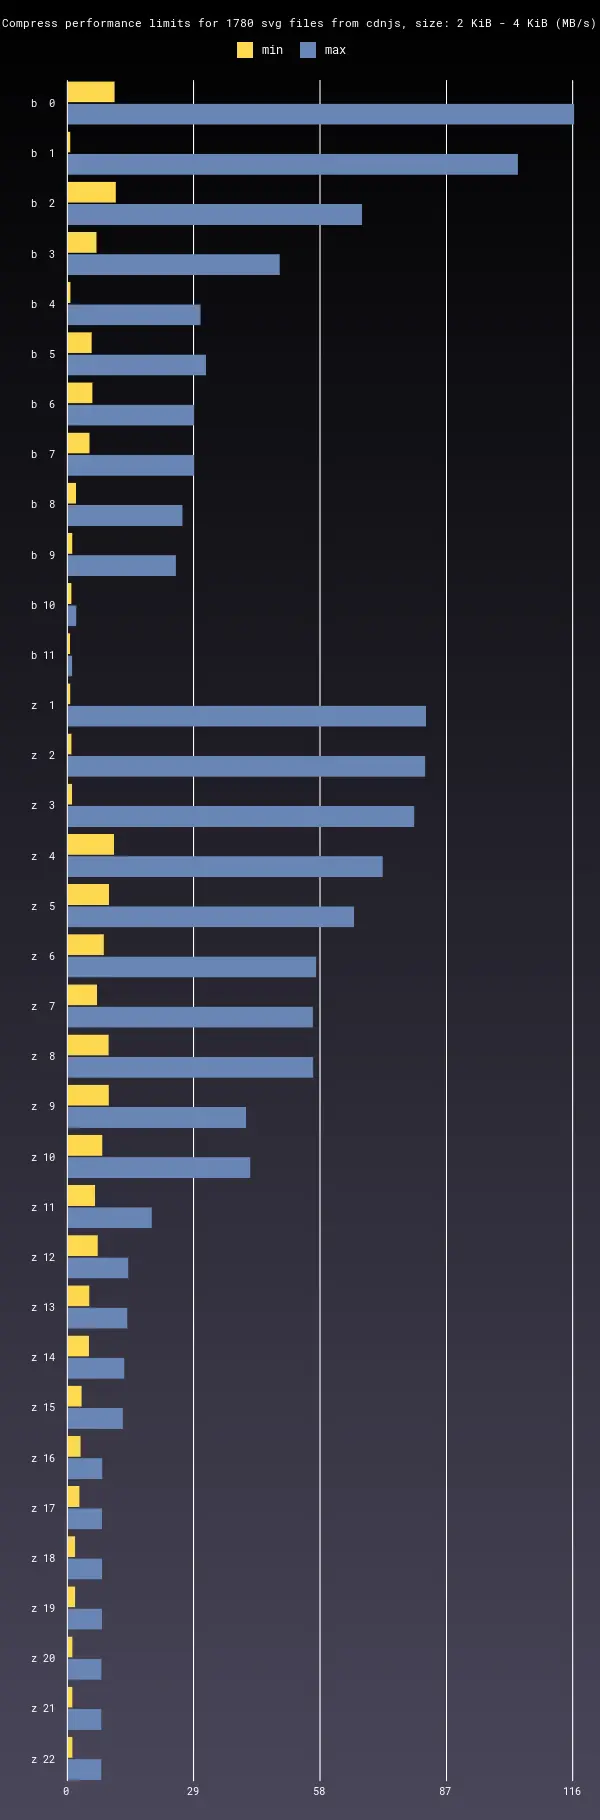 Compress performance limits for 1780 svg files from cdnjs, size: 2 KiB - 4 KiB (MB/s)
min max
b 0
b 1
b 2
b 3
b 4
b 5
b 6
b 7
b 8
b 9
b 10
b 11
z 1
z 2
z 3
z 4
z 5
z 6
z 7
z 8
z 9
z 10
z 11
z 12
z 13
z 14
z 15
z 16
z 17
z 18
z 19
z 20
z 21
z 22
0 29 58 87 116